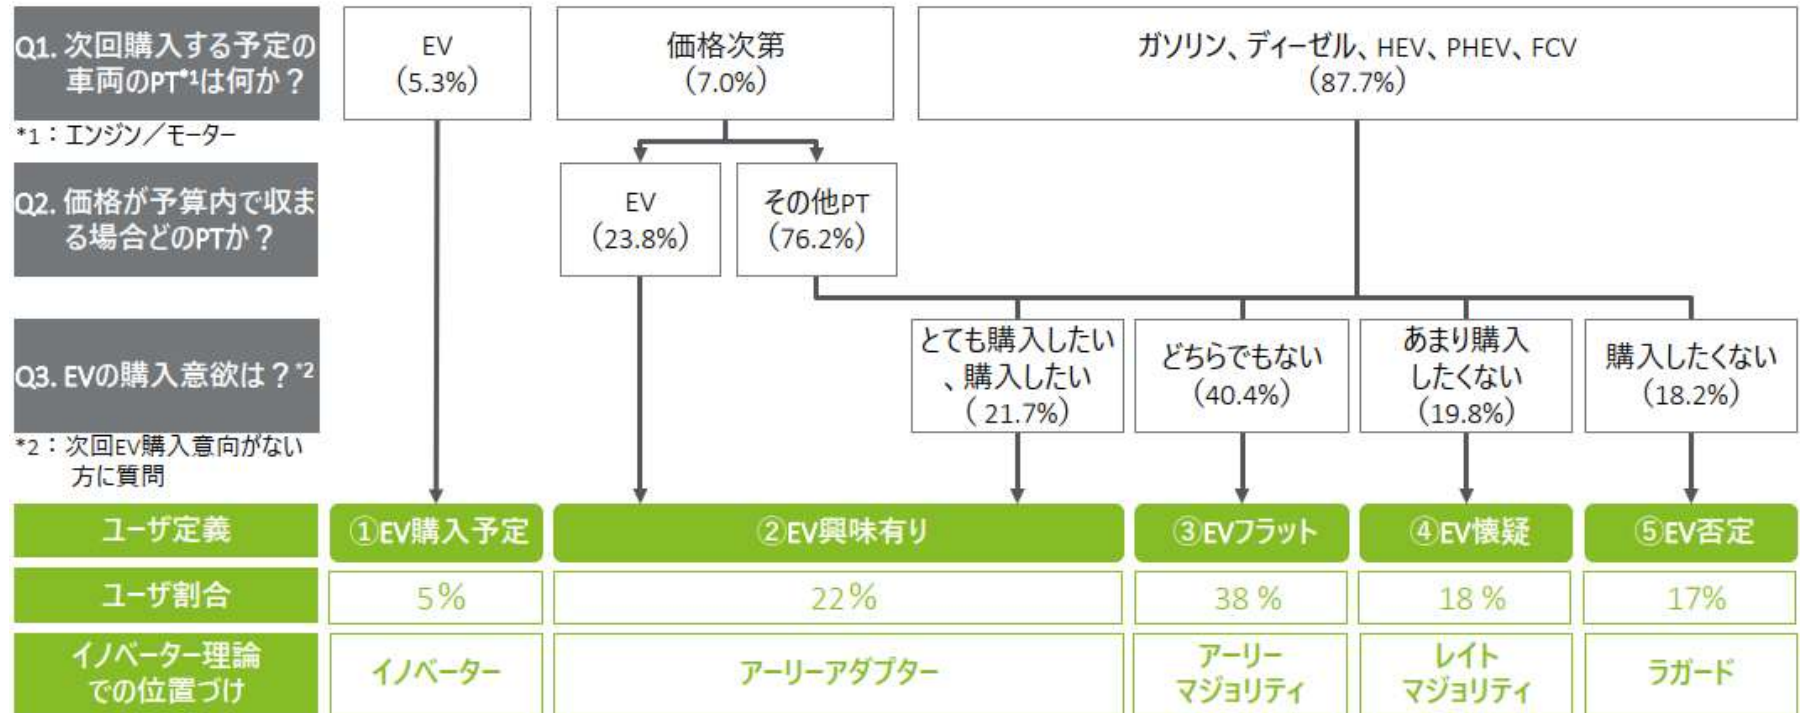 Q1. 次回購入する予定の
車両のPT*1は何か？
*1：エンジン／モーター
EV
（5.3%）
価格次第
（7.0%）
ガソリン、ディーゼル、HEV、PHEV、FCV
（87.7%）
Q2. 価格が予算内で収ま
る場合どのPTか？
EV
（23.8%）
その他PT
（76.2%）
Q3. EVの購入意欲は？*2
*2：次回EV購入意向がない
方に質問
とても購入したい
、購入したい
（ 21.7%）
どちらでもない
（40.4%）
あまり購入
したくない
（19.8%）
購入したくない
（18.2%）
ユーザ定義
①EV購入予定
②EV興味有り
③EVフラット
④EV懐疑
⑤EV否定
ユーザ割合
5%
22%
38 %
18 %
17%
イノベーター理論
での位置づけ
イノベーター
アーリーアダプター
アーリー
マジョリティ
レイト
マジョリティ
ラガード